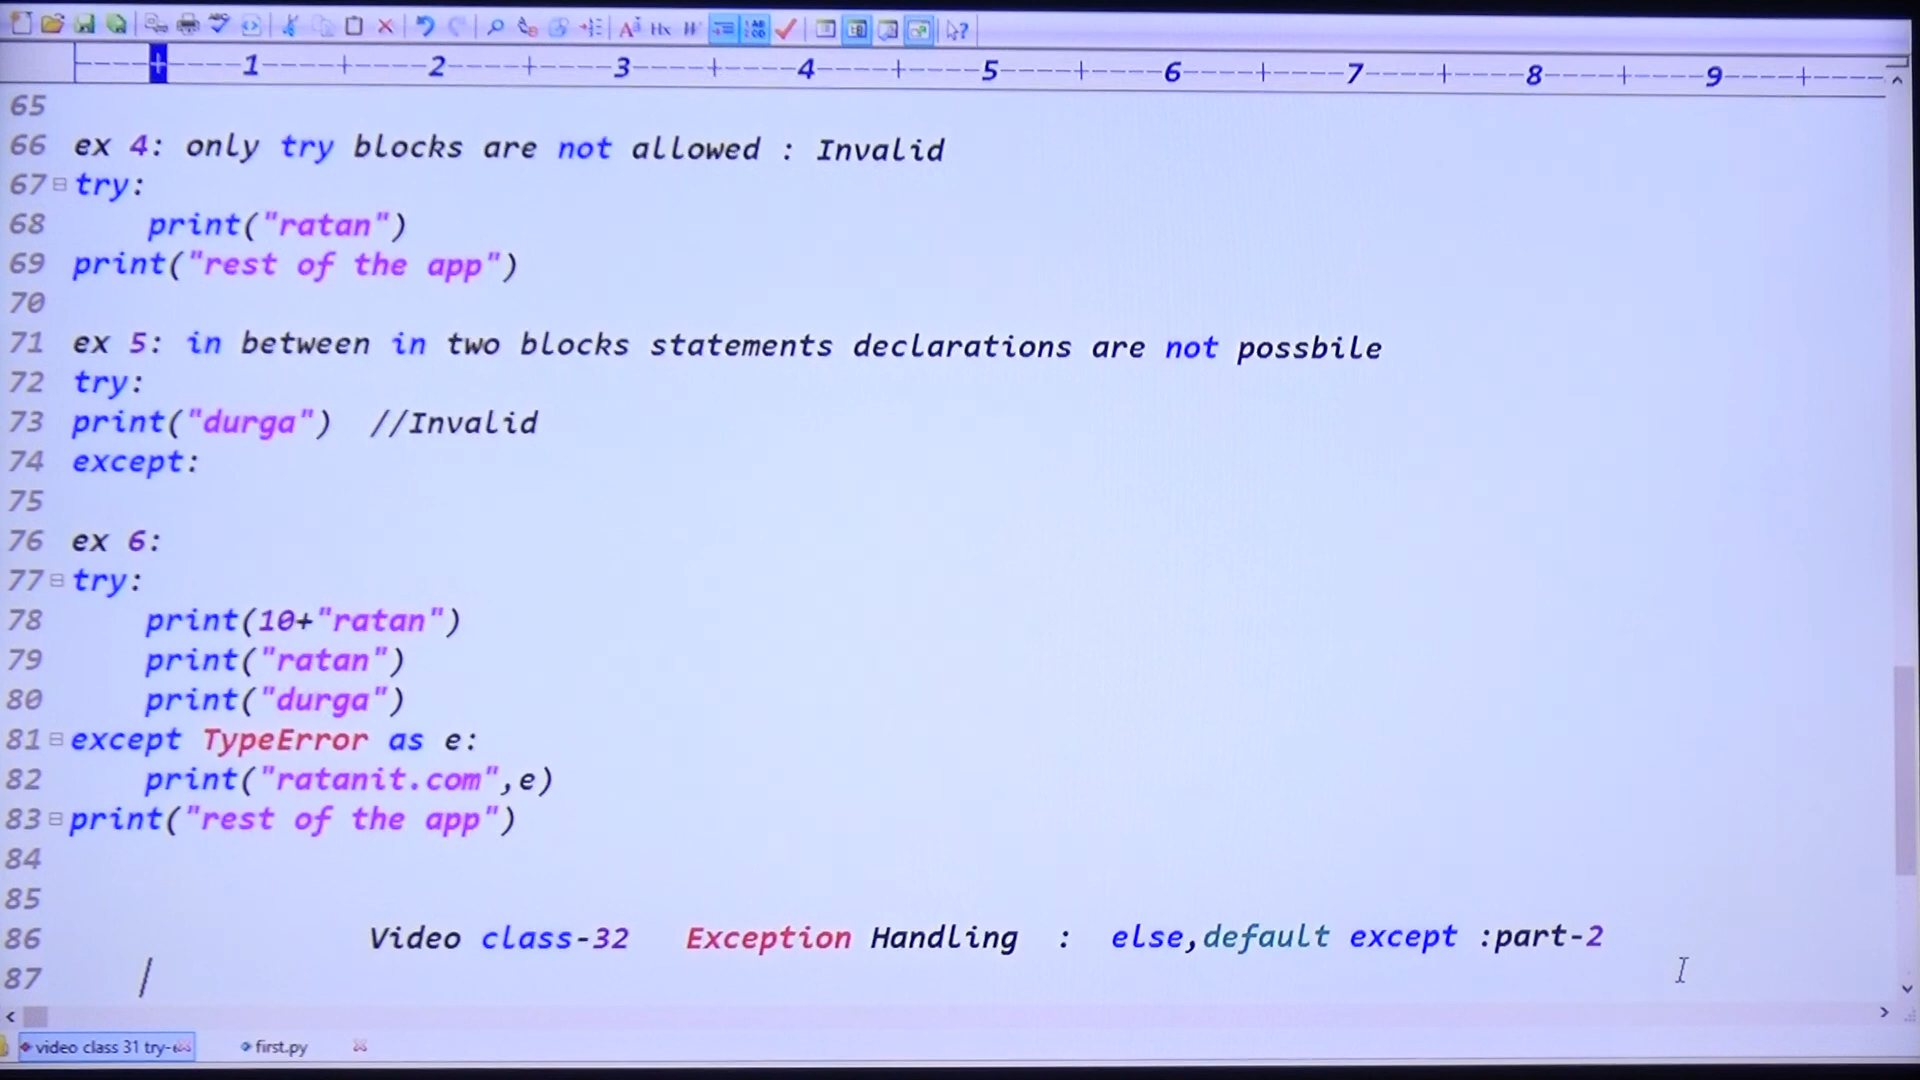 ----+----1----+----2----+----3----+----4----+----5----+----6----+----7----+----8----+----9----+----
65
66 ex 4: only try blocks are not allowed : Invalid
67 try:
68 print("ratan")
69 print("rest of the app")
70
71 ex 5: in between in two blocks statements declarations are not possbile
72 try:
73 print("durga") //Invalid
74 except:
75
76 ex 6:
77 try:
78 print(10+"ratan")
79 print("ratan")
80 print("durga")
81 except TypeError as e:
82 print("ratanit.com",e)
83 print("rest of the app")
84
85
86 Video class-32 Exception Handling : else,default except :part-2
87
video class 31 try- first.py